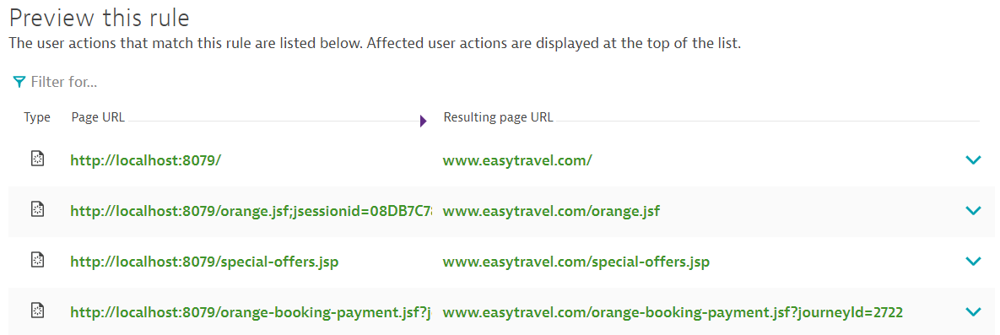 Preview this rule
The user actions that match this rule are listed below. Affected user actions are displayed at the top of the list.
Filter for...
Type Page URL Resulting page URL
http://localhost:8079/ www.easytravel.com/
http://localhost:8079/orange.jsf;jsessionid=08DB7C7 www.easytravel.com/orange.jsf
http://localhost:8079/special-offers.jsp www.easytravel.com/special-offers.jsp
http://localhost:8079/orange-booking-payment.jsf?j www.easytravel.com/orange-booking-payment.jsf?journeyId=2722